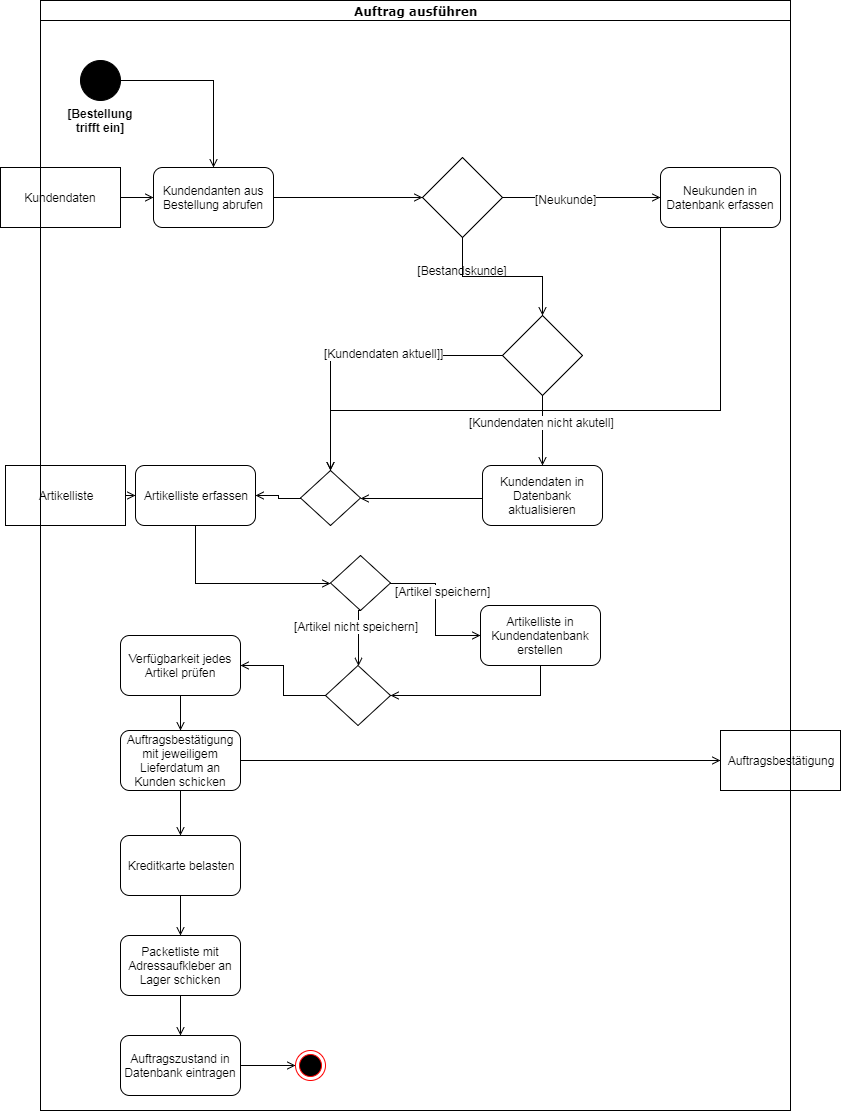 Auftrag ausführen
[Bestellung
trifft ein]
Kundendaten
Kundendanten aus
Bestellung abrufen
[Neukunde]
Neukunden in
Datenbank erfassen
[Bestandskunde]
[Kundendaten aktuell]]
[Kundendaten nicht akutell]
Artikelliste
Artikelliste erfassen
Kundendaten in
Datenbank
aktualisieren
[Artikel speichern]
[Artikel nicht speichern]
Artikelliste in
Kundendatenbank
erstellen
Verfügbarkeit jedes
Artikel prüfen
Auftragsbestätigung
mit jeweiligem
Lieferdatum an
Kunden schicken
Auftragsbestätigung
Kreditkarte belasten
Packetliste mit
Adressaufkleber an
Lager schicken
Auftragszustand in
Datenbank eintragen